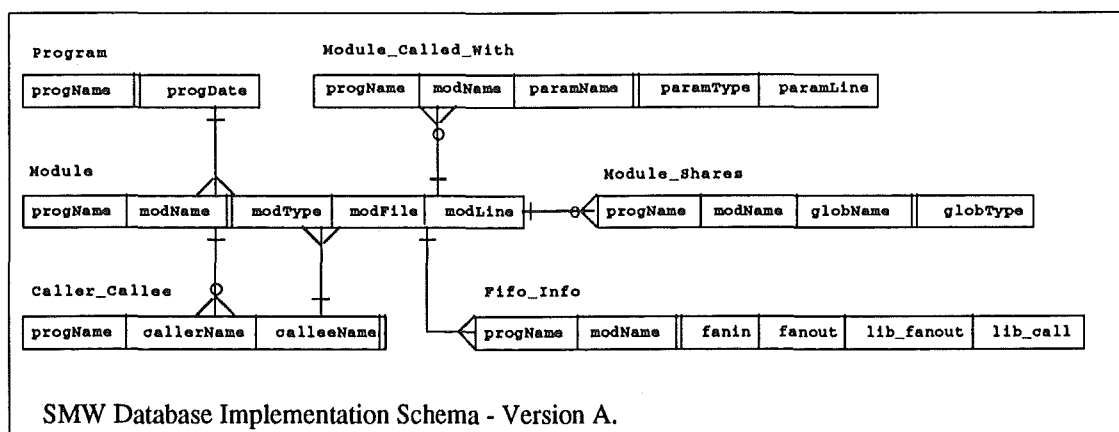 Program
Module_Called_With
progName progDate
progName modName paramName paramType paramLine
Module
Module_Shares
progName modName modType modFile modLine
progName modName globName globType
Caller_Callee
Fifo_Info
progName callerName calleeName
progName modName fanin fanout lib_fanout lib_call
SMW Database Implementation Schema - Version A.